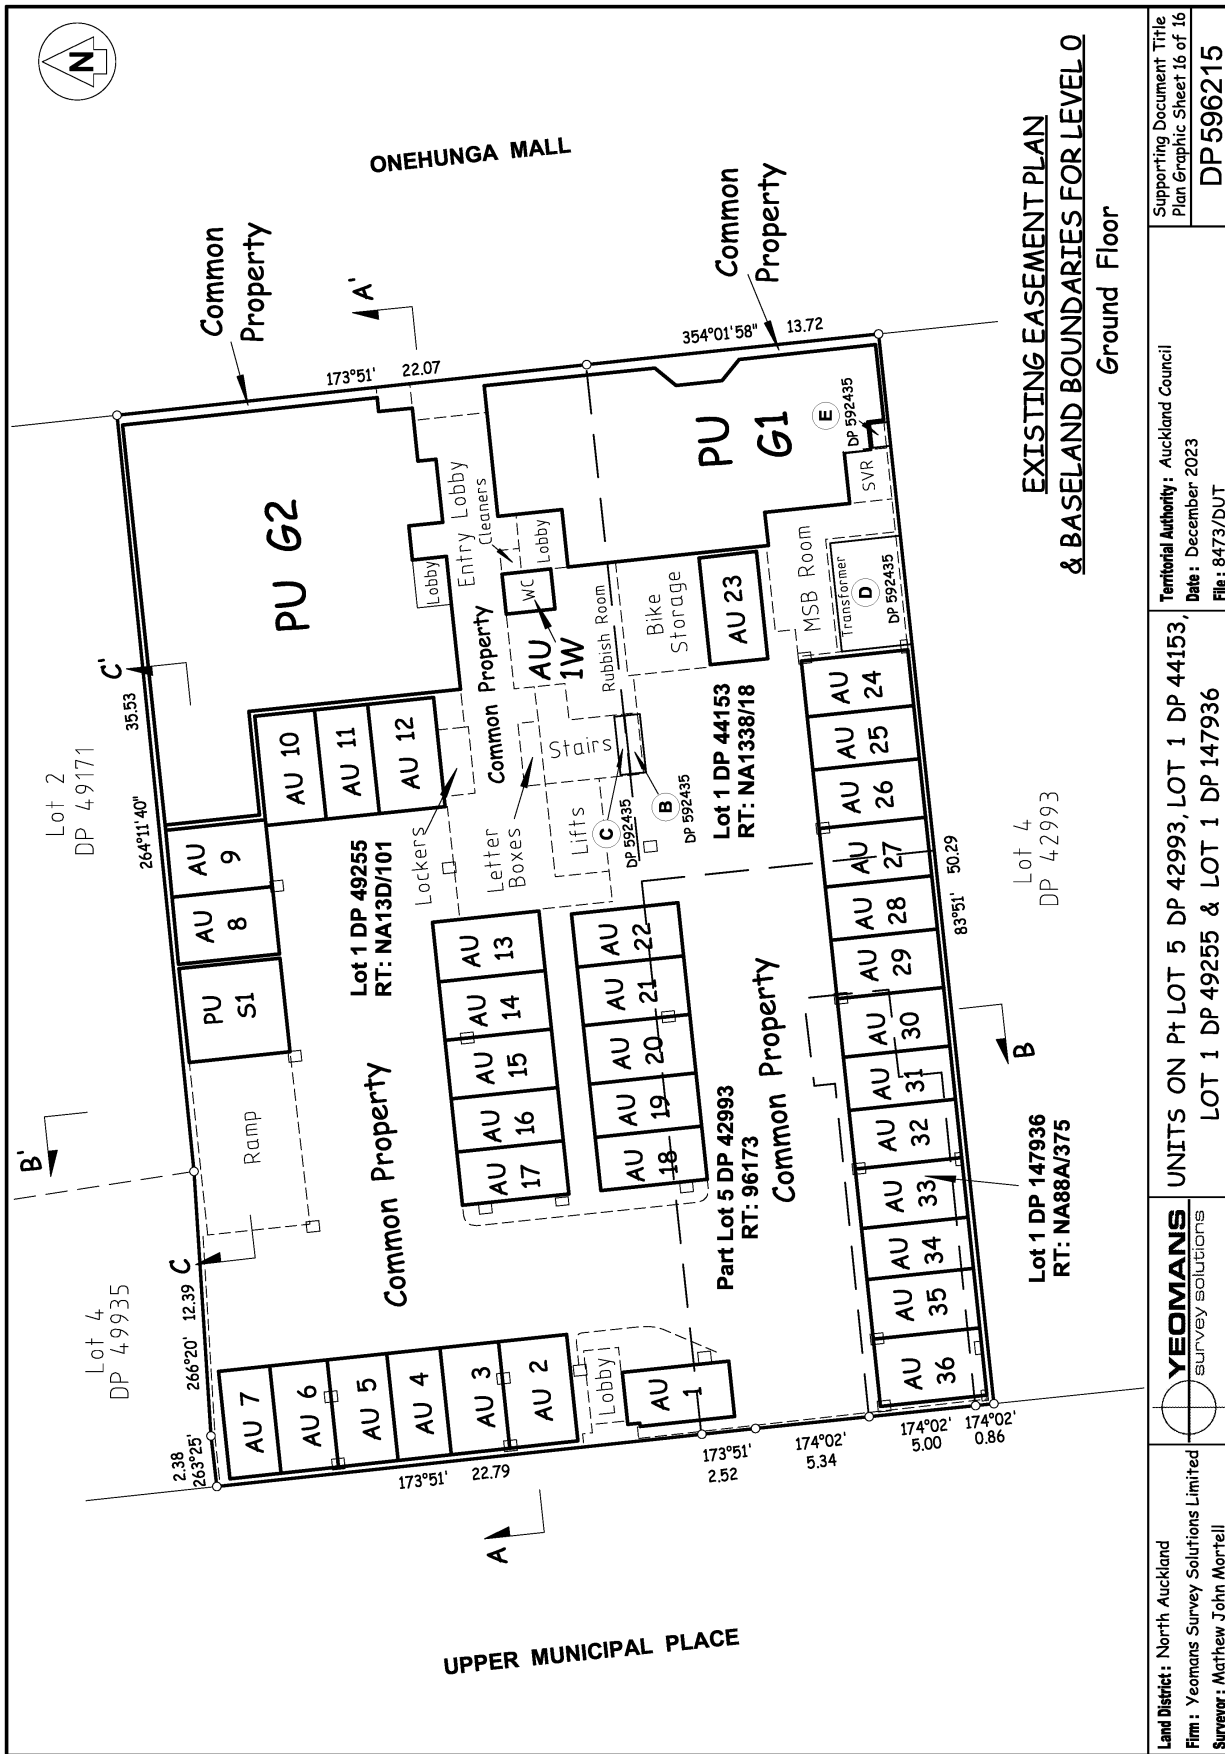 N
ONEHUNGA MALL
UPPER MUNICIPAL PLACE
EXISTING EASEMENT PLAN
& BASELAND BOUNDARIES FOR LEVEL 0
Ground Floor
Lot 4
DP 49935
Lot 2
DP 49171
Lot 4
DP 42993
B'
B
C
C'
A
A'
2.38
263°25'
266°20' 12.39
264°11'40" 35.53
173°51' 22.07
354°01'58" 13.72
83°51' 50.29
173°51' 22.79
173°51'
2.52
174°02'
5.34
174°02'
5.00
174°02'
0.86
Common
Property
Common
Property
AU 7
AU 6
AU 5
AU 4
AU 3
AU 2
Lobby
AU
1
Ramp
PU
S1
AU
8
AU
9
AU 10
AU 11
AU 12
PU G2
Common Property
Lot 1 DP 49255
RT: NA13D/101
Lockers
Letter
Boxes
Common Property
Lobby
Entry Lobby
Cleaners
Lobby
WC
AU
1W
Stairs
Lifts
Rubbish Room
Bike
Storage
AU 23
PU
G1
E
DP 592435
SVR
MSB Room
Transformer
D
DP 592435
C
DP 592435
B
DP 592435
Lot 1 DP 44153
RT: NA1338/18
AU
17
AU
16
AU
15
AU
14
AU
13
AU
18
AU
19
AU
20
AU
21
AU
22
Part Lot 5 DP 42993
RT: 96173
Common Property
AU
36
AU
35
AU
34
AU
33
AU
32
AU
31
AU
30
AU
29
AU
28
AU
27
AU
26
AU
25
AU
24
Lot 1 DP 147936
RT: NA88A/375
Land District: North Auckland
Firm: Yeomans Survey Solutions Limited
Surveyor: Mathew John Mortell
YEOMANS
survey solutions
UNITS ON Pt LOT 5 DP 42993, LOT 1 DP 44153,
LOT 1 DP 49255 & LOT 1 DP 147936
Territorial Authority: Auckland Council
Date: December 2023
File: 8473/DUT
Supporting Document Title
Plan Graphic Sheet 16 of 16
DP 596215